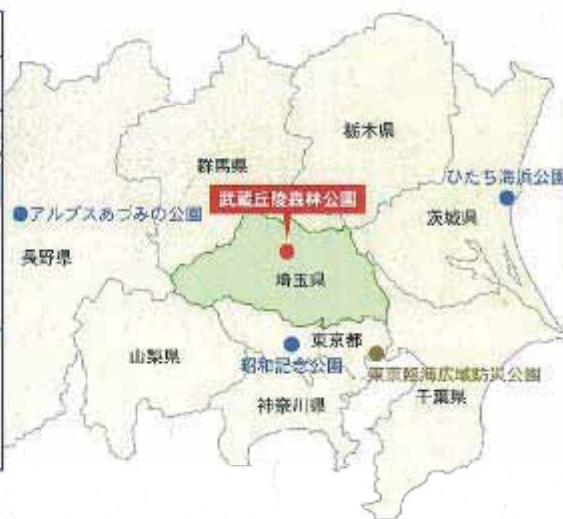 栃木県
群馬県
ひたち海浜公園
武蔵丘陵森林公園
アルプスあづみの公園
茨城県
長野県
埼玉県
東京都
山梨県
昭和記念公園
東京臨海広域防災公園
千葉県
神奈川県